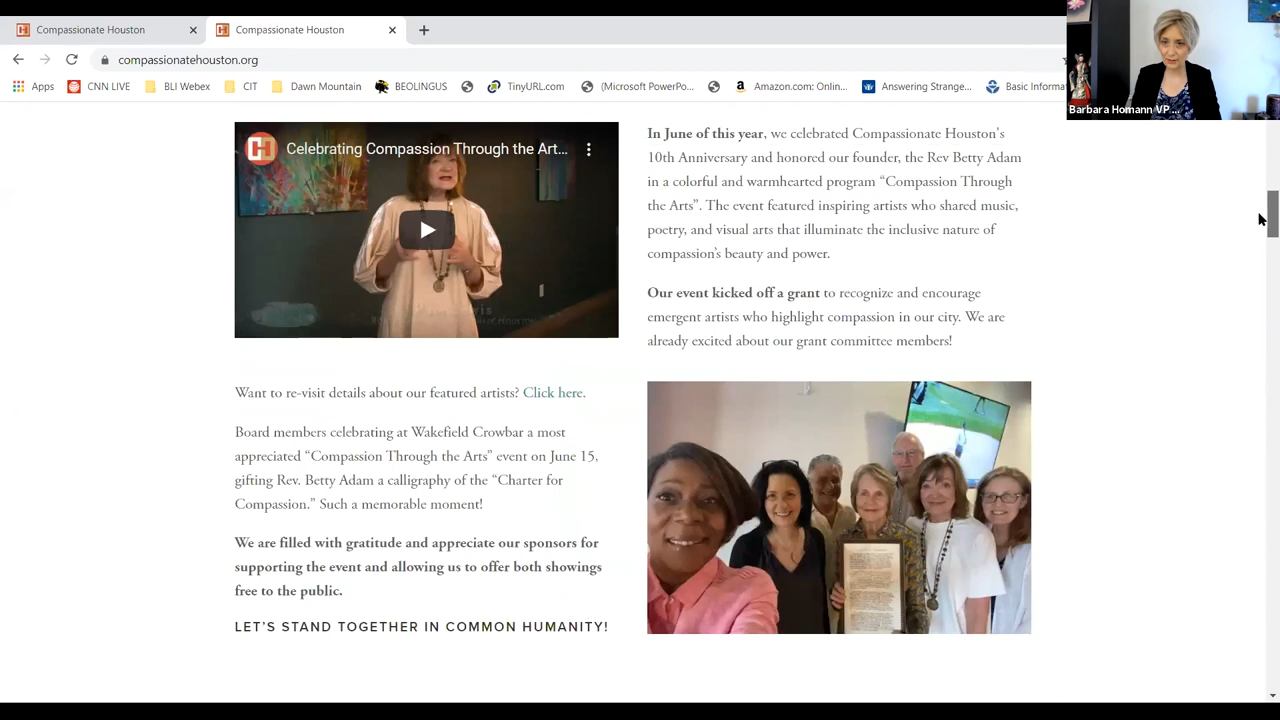 Compassionate Houston
Compassionate Houston
compassionatehouston.org
Apps
CNN LIVE
BLI Webex
CIT
Dawn Mountain
BEOLINGUS
TinyURL.com
(Microsoft PowerPo...
Amazon.com: Onlin...
Answering Strange...
Basic Informa
Barbara Homann VP ...
Celebrating Compassion Through the Art...
In June of this year, we celebrated Compassionate Houston's
10th Anniversary and honored our founder, the Rev Betty Adam
in a colorful and warmhearted program “Compassion Through
the Arts”. The event featured inspiring artists who shared music,
poetry, and visual arts that illuminate the inclusive nature of
compassion’s beauty and power.
Our event kicked off a grant to recognize and encourage
emergent artists who highlight compassion in our city. We are
already excited about our grant committee members!
Want to re-visit details about our featured artists? Click here.
Board members celebrating at Wakefield Crowbar a most
appreciated “Compassion Through the Arts” event on June 15,
gifting Rev. Betty Adam a calligraphy of the “Charter for
Compassion.” Such a memorable moment!
We are filled with gratitude and appreciate our sponsors for
supporting the event and allowing us to offer both showings
free to the public.
LET’S STAND TOGETHER IN COMMON HUMANITY!